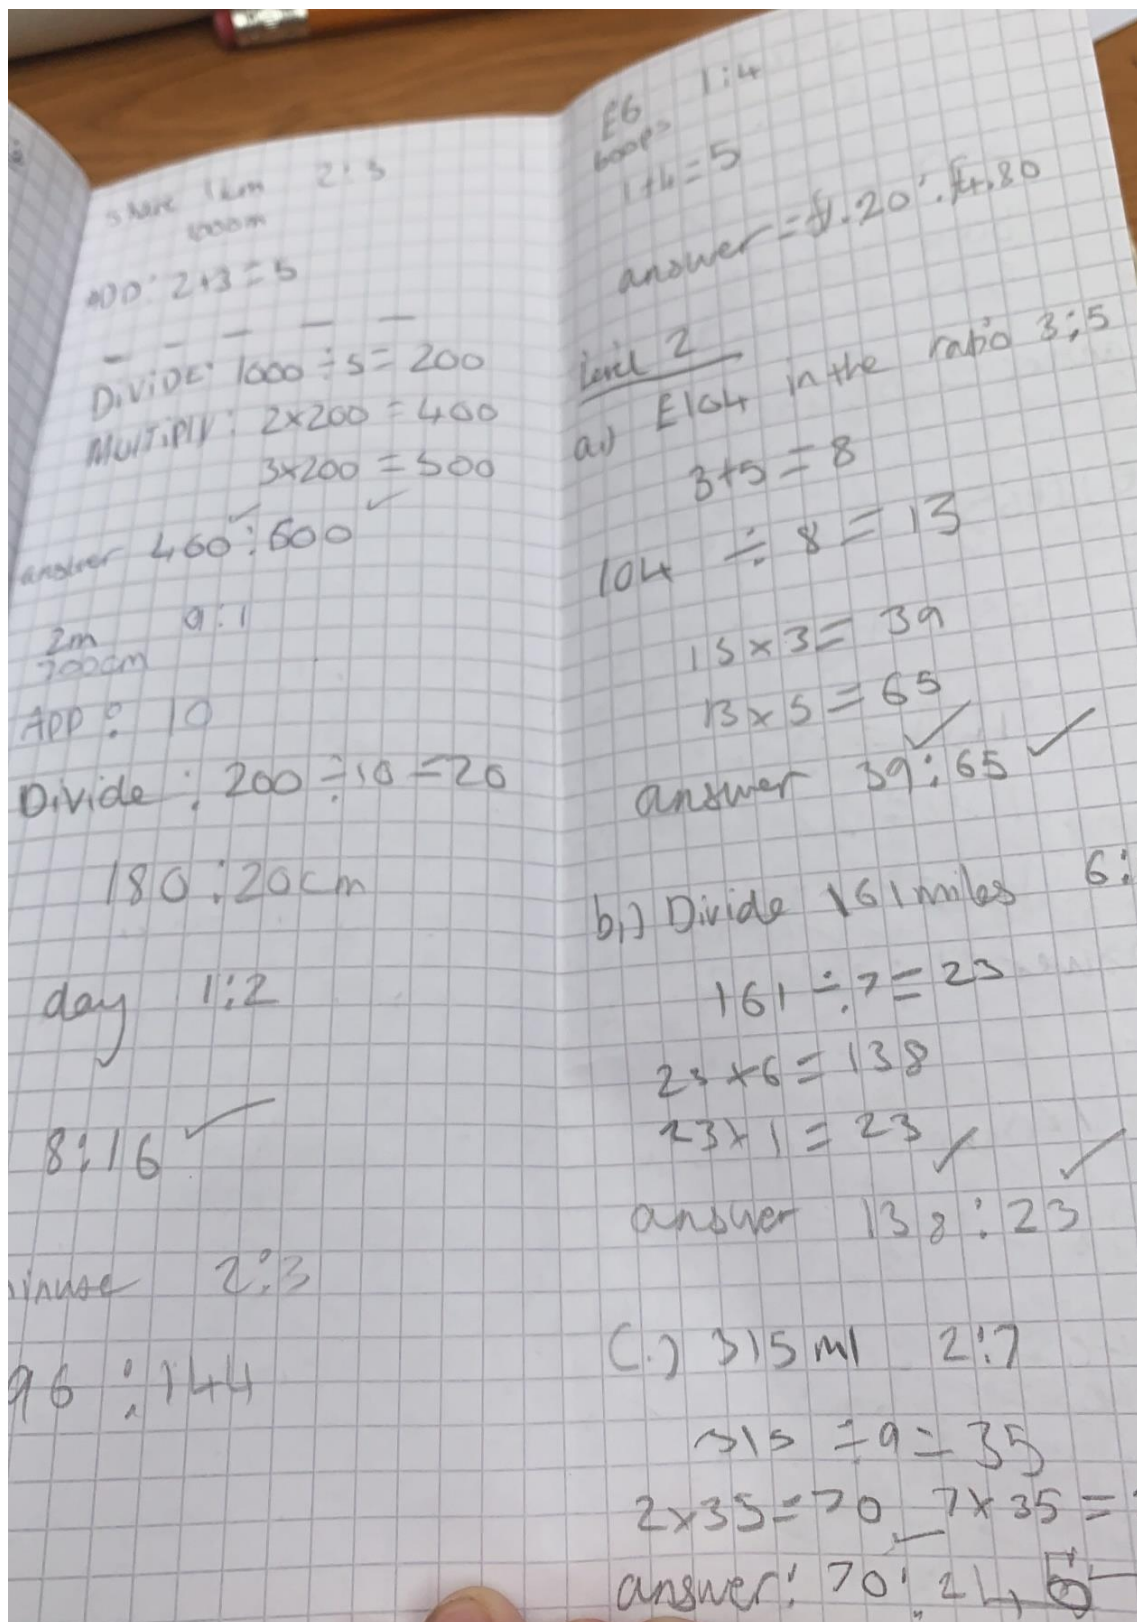 share 1km 2:3
1000m
ADD: 2+3=5
DiViDE: 1000÷5=200
MULTiPLY: 2×200=400
3×200=500
answer 400:600
2m 9:1
200cm
ADD: 10
Divide: 200÷10=20
180:20cm
day 1:2
8:16
2:3
96:144
£6 1:4
1+4=5
answer=£1.20:£4.80
Level 2
a.) £104 in the ratio 3:5
3+5=8
104 ÷ 8=13
13×3=39
13×5=65
answer 39:65
b.) Divide 161 miles 6:
161÷7=23
23×6=138
23×1=23
answer 138:23
C.) 315 ml 2:7
315 ÷9=35
2×35=70 7×35=
answer: 70:245